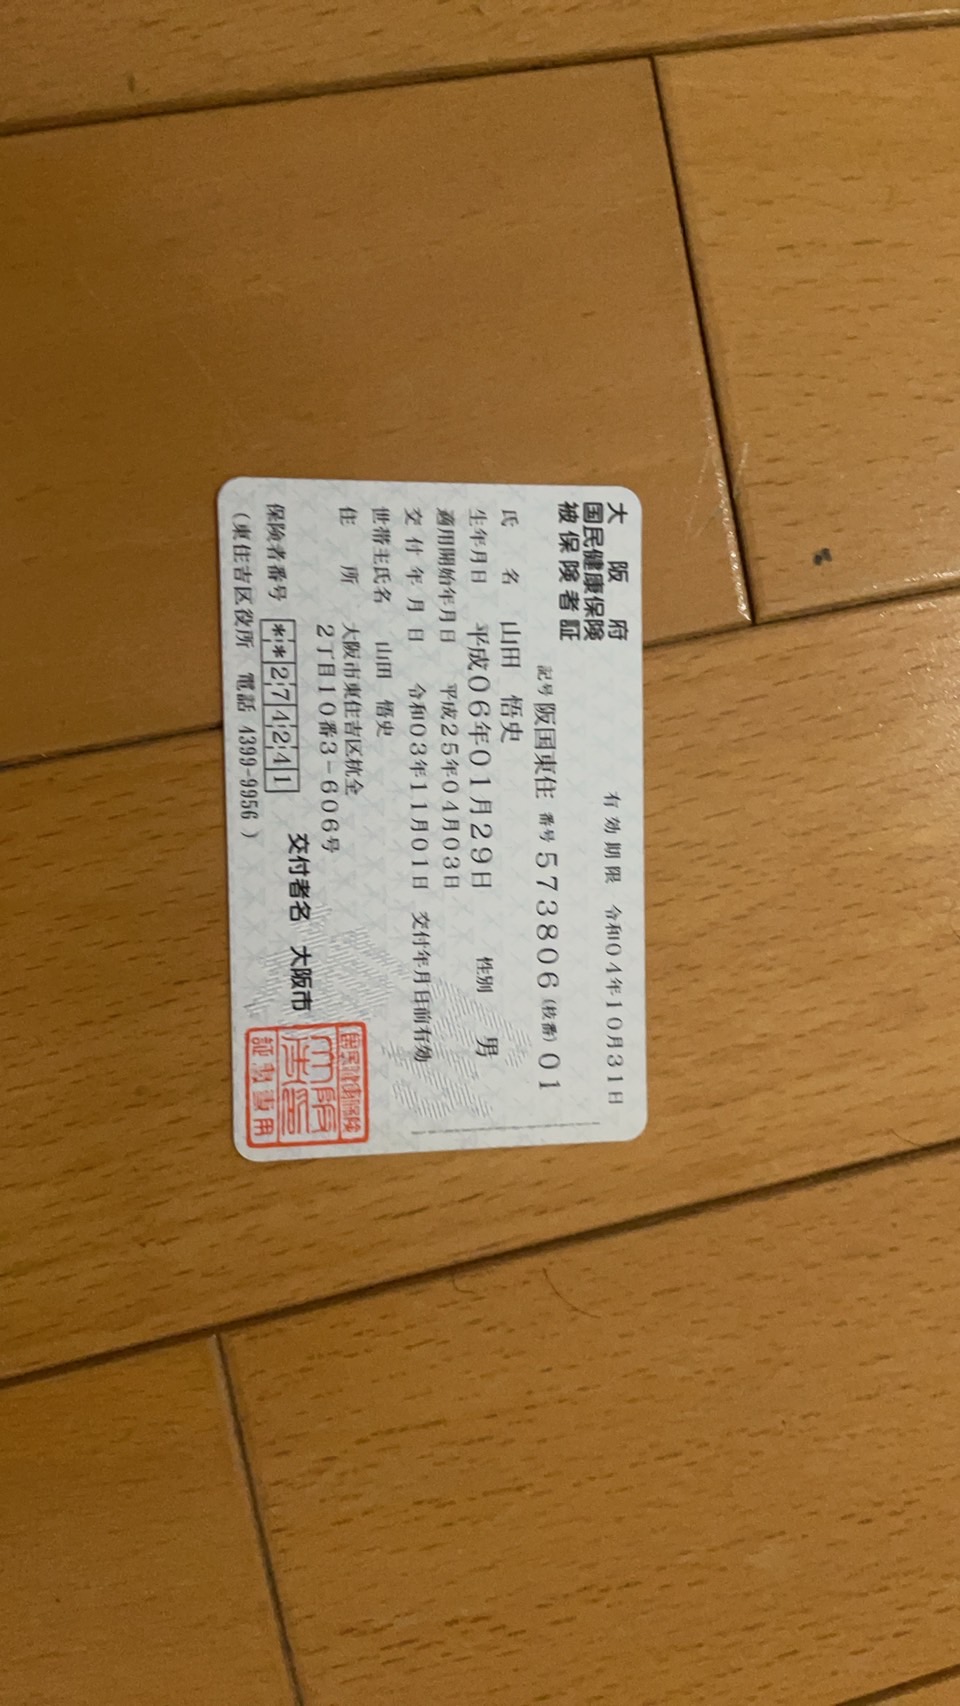 大阪府
国民健康保険
被保険者証
有効期限 令和04年10月31日
記号 阪国東住 番号 573806 (枝番) 01
氏名 山田 悟史
生年月日 平成06年01月29日 性別 男
適用開始年月日 平成25年04月03日
交付年月日 令和03年11月01日 交付年月日前有効
世帯主氏名 山田 悟史
住所 大阪市東住吉区杭全
2丁目10番3-606号
保険者番号 **274241
交付者名 大阪市
(東住吉区役所 電話 4399-9956 )